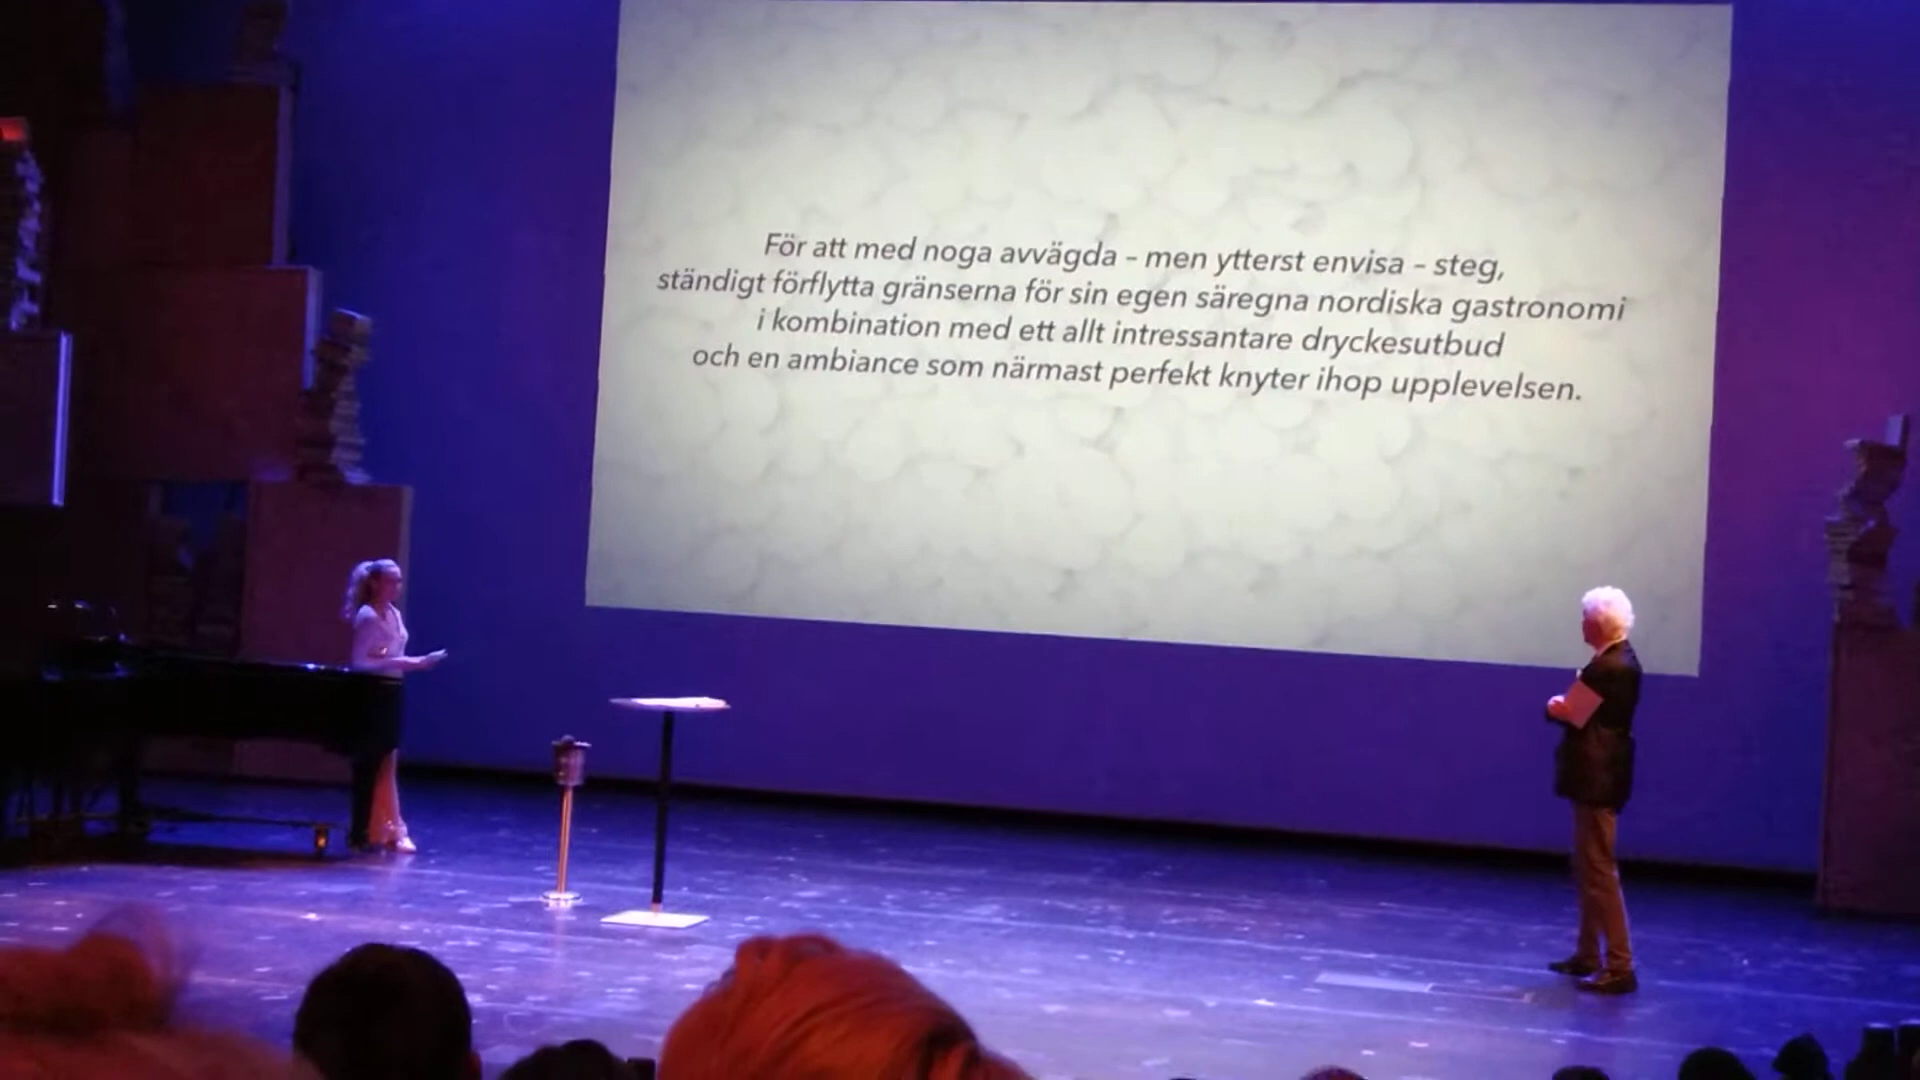 För att med noga avvägda – men ytterst envisa – steg,
ständigt förflytta gränserna för sin egen säregna nordiska gastronomi
i kombination med ett allt intressantare dryckesutbud
och en ambiance som närmast perfekt knyter ihop upplevelsen.